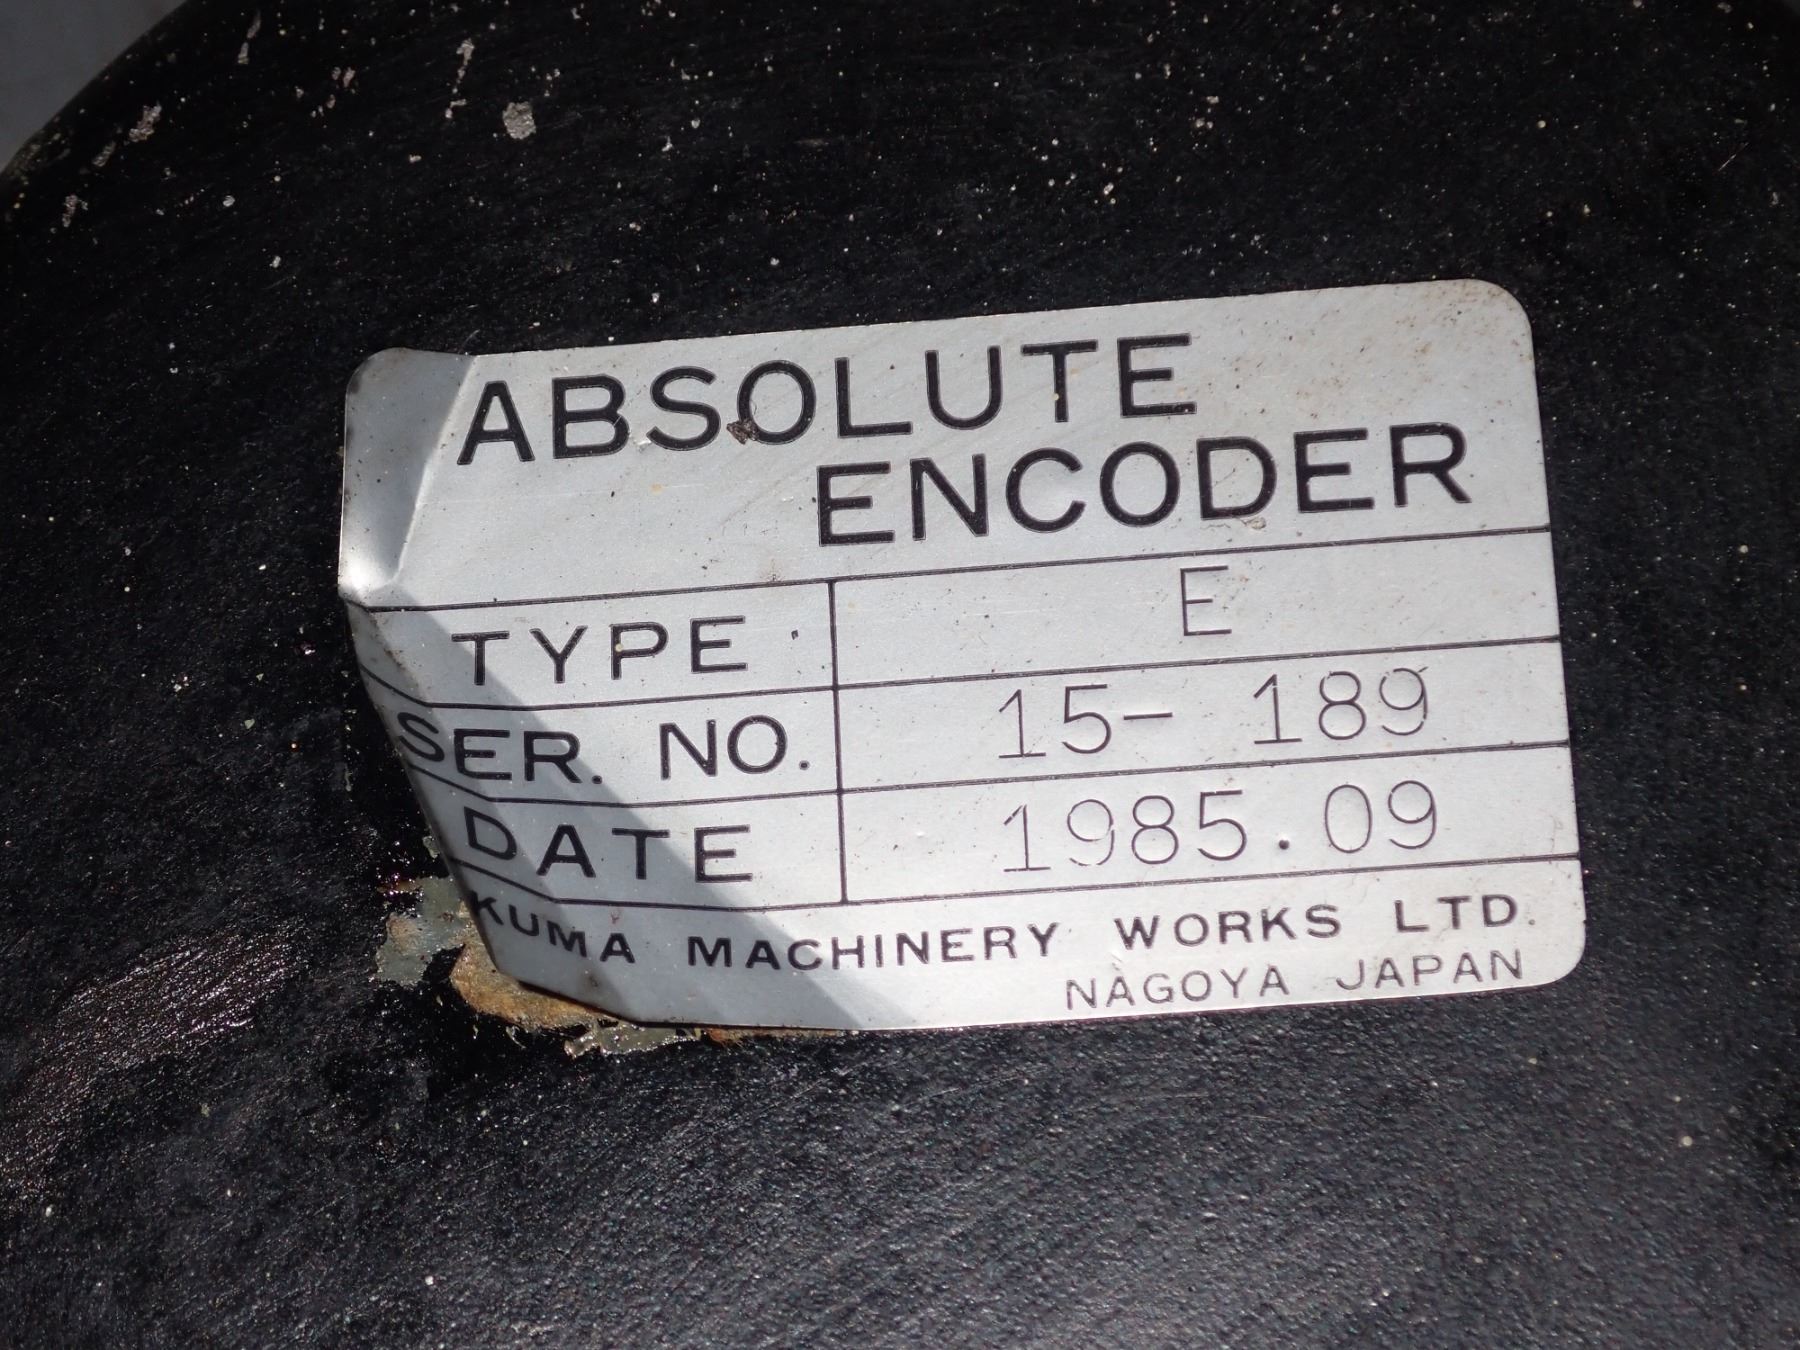 ABSOLUTE
ENCODER
TYPE E
SER. NO. 15- 189
DATE 1985.09
KUMA MACHINERY WORKS LTD.
NAGOYA JAPAN